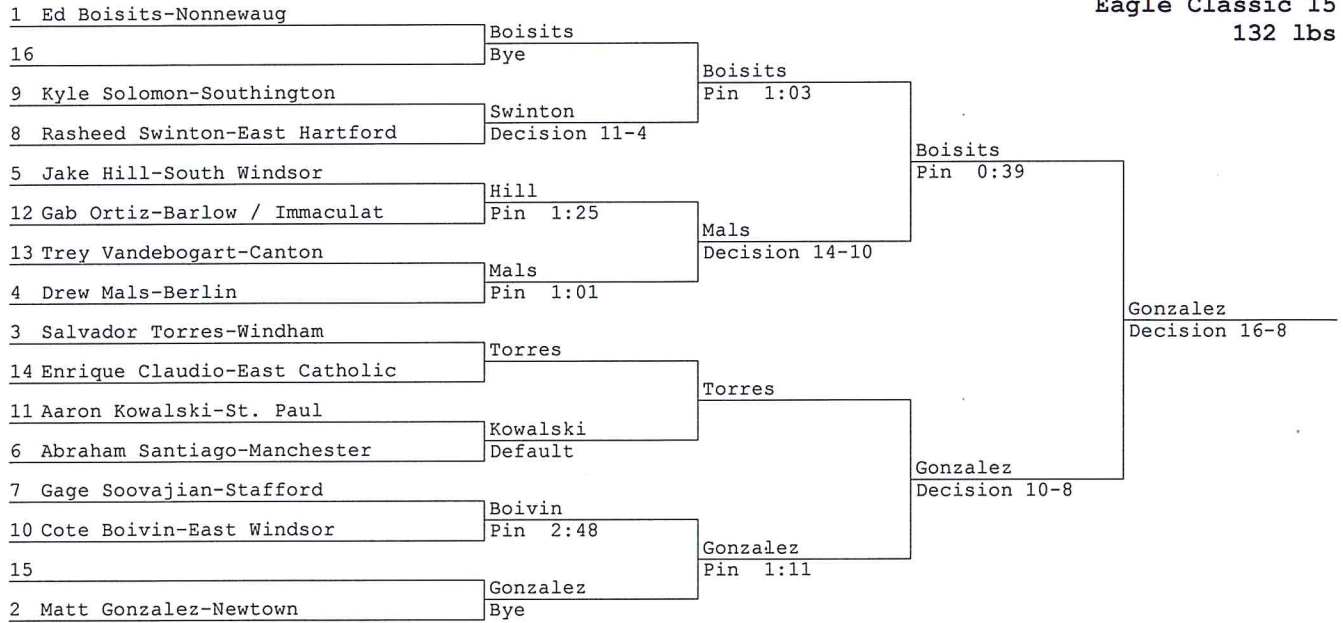 Eagle Classic 15
132 lbs
1 Ed Boisits-Nonnewaug
16
9 Kyle Solomon-Southington
8 Rasheed Swinton-East Hartford
5 Jake Hill-South Windsor
12 Gab Ortiz-Barlow / Immaculat
13 Trey Vandebogart-Canton
4 Drew Mals-Berlin
3 Salvador Torres-Windham
14 Enrique Claudio-East Catholic
11 Aaron Kowalski-St. Paul
6 Abraham Santiago-Manchester
7 Gage Soovajian-Stafford
10 Cote Boivin-East Windsor
15
2 Matt Gonzalez-Newtown
Boisits
Bye
Swinton
Decision 11-4
Hill
Pin 1:25
Mals
Pin 1:01
Torres
Kowalski
Default
Boivin
Pin 2:48
Gonzalez
Bye
Boisits
Pin 1:03
Mals
Decision 14-10
Torres
Gonzalez
Pin 1:11
Boisits
Pin 0:39
Gonzalez
Decision 10-8
Gonzalez
Decision 16-8